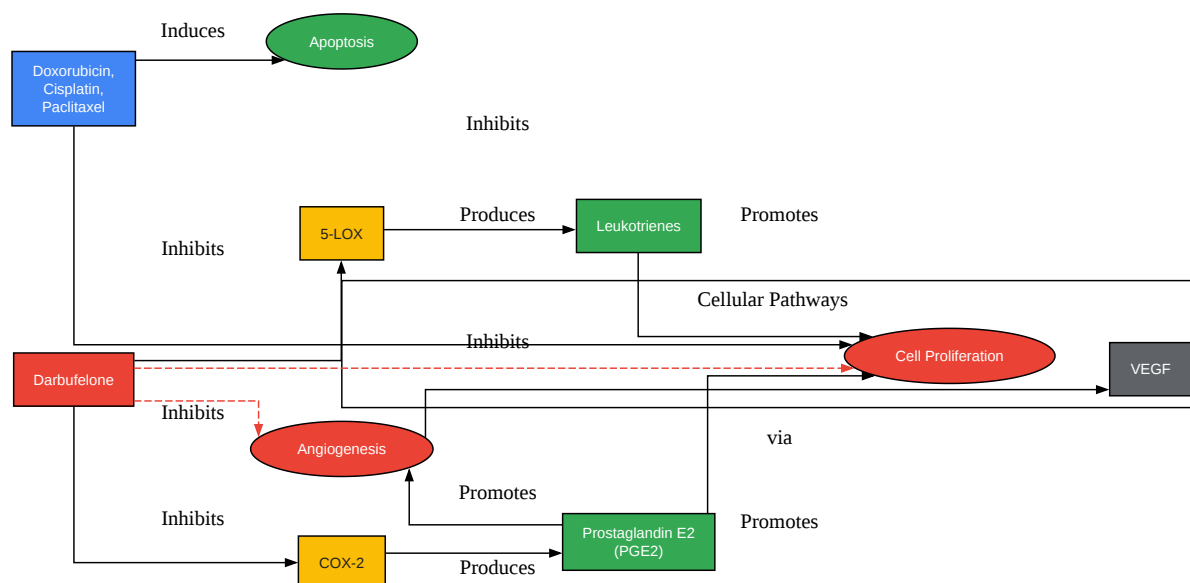 Induces
Apoptosis
Doxorubicin,
Cisplatin,
Paclitaxel
Inhibits
5-LOX
Produces
Leukotrienes
Promotes
Inhibits
Cellular Pathways
Inhibits
Cell Proliferation
VEGF
Darbufelone
Inhibits
Angiogenesis
via
Promotes
Inhibits
COX-2
Produces
Prostaglandin E2
(PGE2)
Promotes